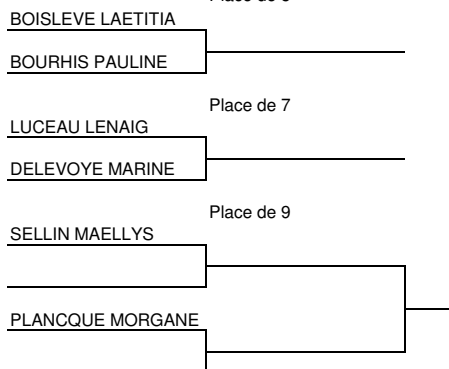 BOISLEVE LAETITIA
BOURHIS PAULINE
Place de 7
LUCEAU LENAIG
DELEVOYE MARINE
Place de 9
SELLIN MAELLYS
PLANCQUE MORGANE